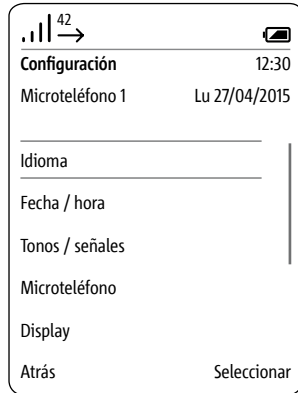 42
Configuración 12:30
Microteléfono 1 Lu 27/04/2015
Idioma
Fecha / hora
Tonos / señales
Microteléfono
Display
Atrás Seleccionar